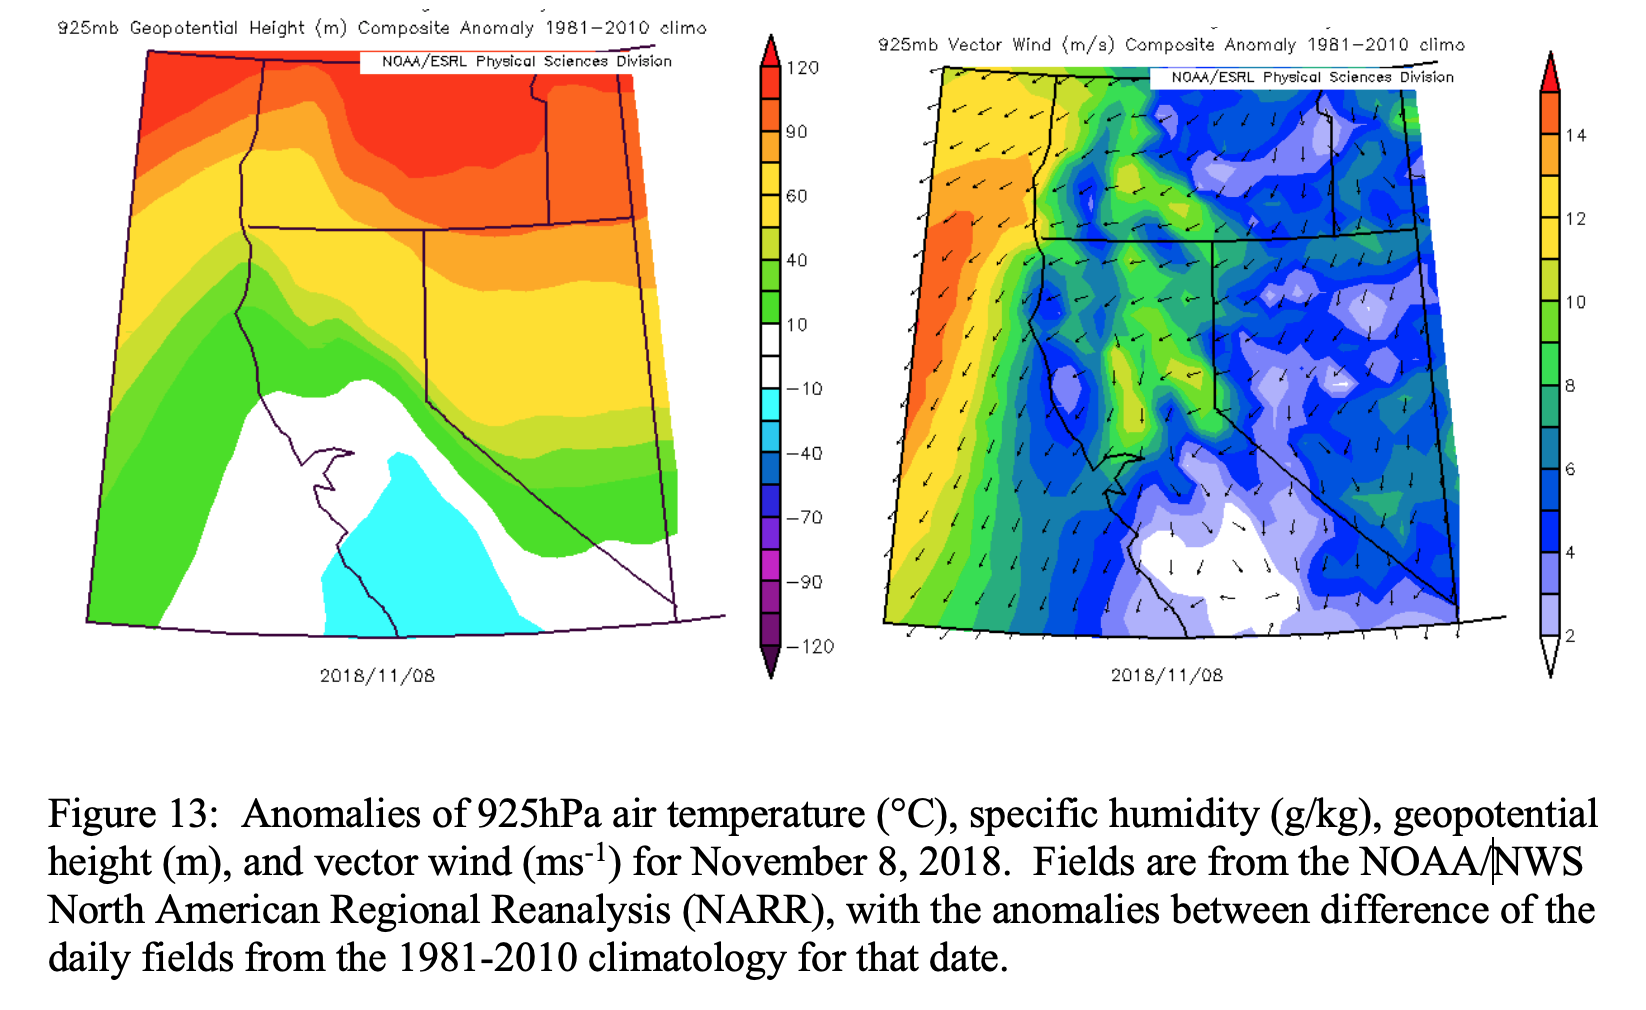 925mb Geopotential Height (m) Composite Anomaly 1981-2010 climo
NOAA/ESRL Physical Sciences Division
120
90
60
40
10
-10
-40
-70
-90
-120
2018/11/08
925mb Vector Wind (m/s) Composite Anomaly 1981-2010 climo
NOAA/ESRL Physical Sciences Division
14
12
10
8
6
4
2
2018/11/08
Figure 13: Anomalies of 925hPa air temperature (°C), specific humidity (g/kg), geopotential
height (m), and vector wind (ms-1) for November 8, 2018. Fields are from the NOAA/NWS
North American Regional Reanalysis (NARR), with the anomalies between difference of the
daily fields from the 1981-2010 climatology for that date.